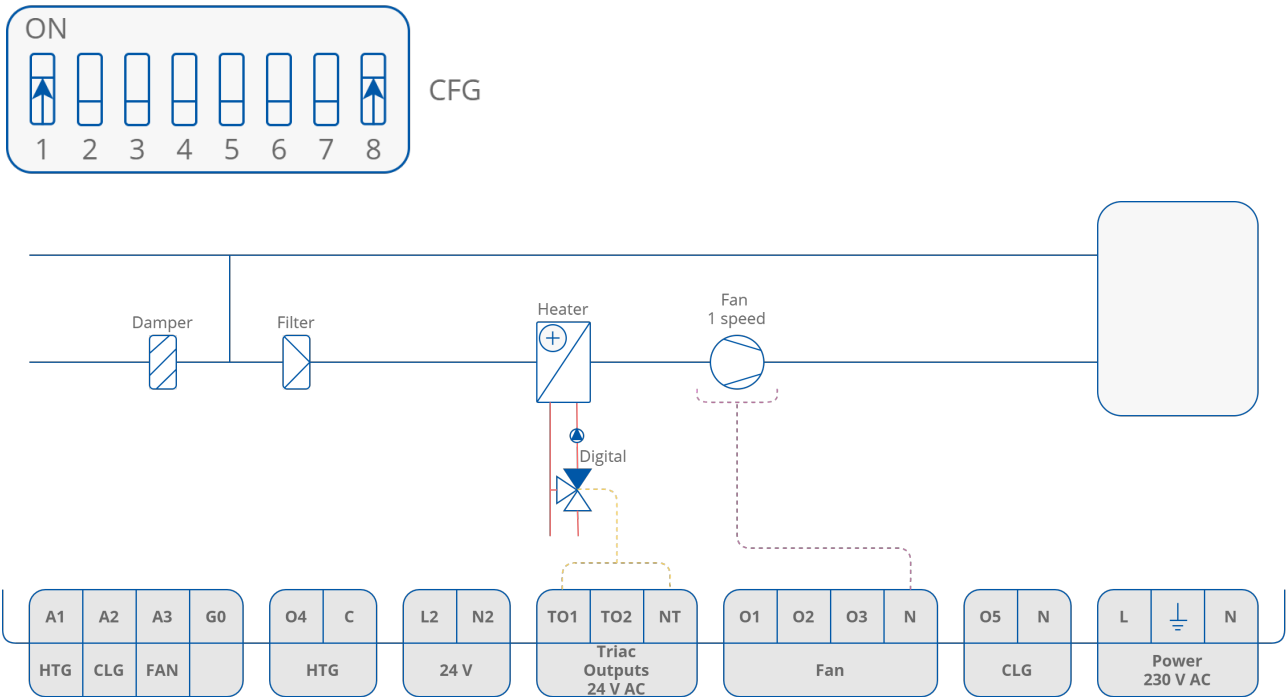 ON
CFG
1 2 3 4 5 6 7 8
Fan
1 speed
Heater
Damper
Filter
Digital
A1 A2 A3 G0 O4 C L2 N2 TO1 TO2 NT O1 O2 O3 N O5 N L N
HTG CLG FAN
HTG
24 V
Triac
Outputs
24 V AC
Fan
CLG
Power
230 V AC